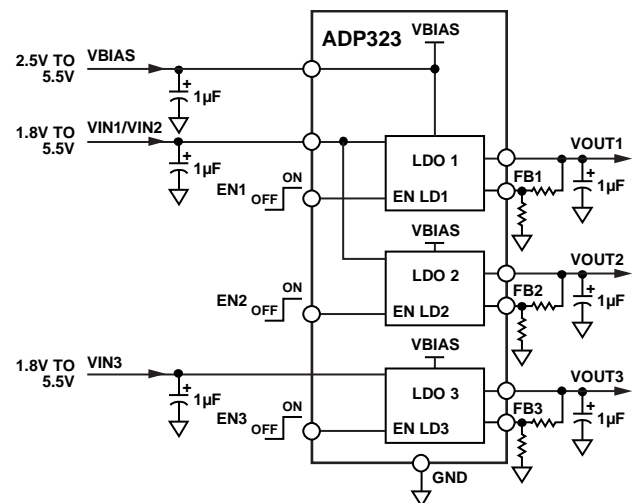 ADP323
VBIAS
2.5V TO
5.5V
VBIAS
+
1µF
1.8V TO
5.5V
VIN1/VIN2
+
1µF
LDO 1
VOUT1
FB1
+
1µF
EN1
ON
OFF
EN LD1
VBIAS
LDO 2
VOUT2
FB2
+
1µF
EN2
ON
OFF
EN LD2
VBIAS
1.8V TO
5.5V
VIN3
+
1µF
LDO 3
VOUT3
FB3
+
1µF
EN3
ON
OFF
EN LD3
GND